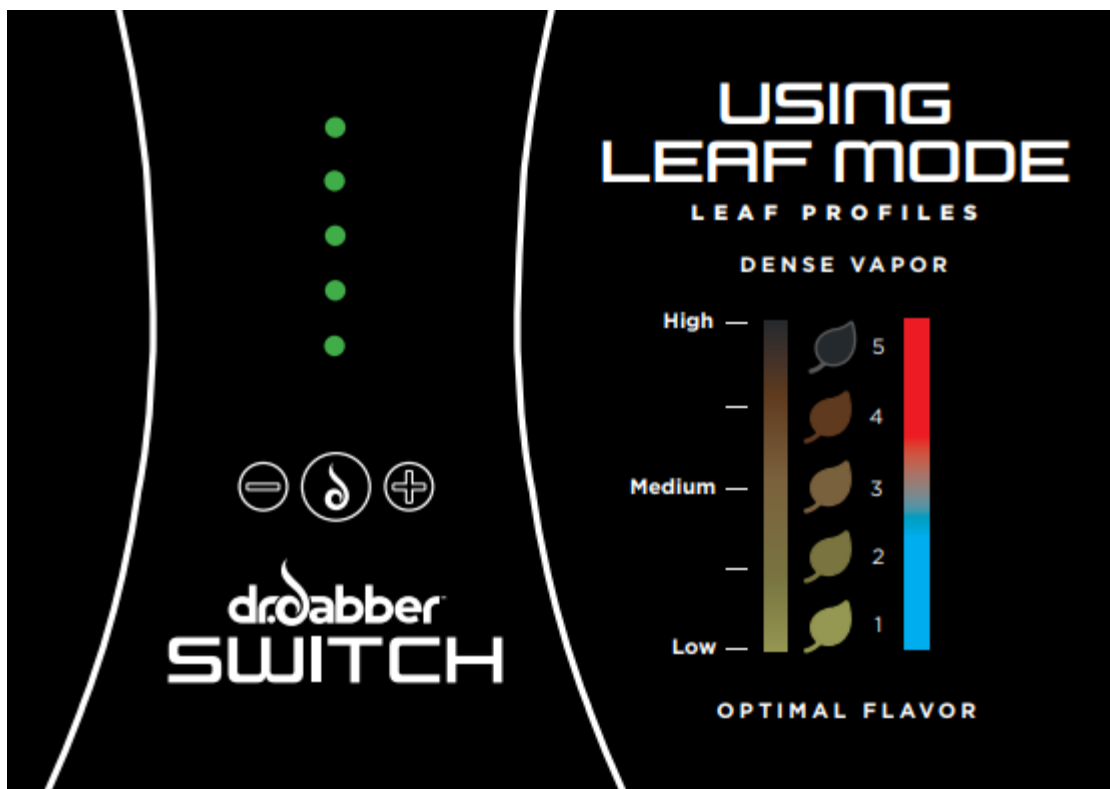 USING
LEAF MODE
LEAF PROFILES
DENSE VAPOR
High
5
4
Medium
3
2
1
Low
OPTIMAL FLAVOR
dr.dabber™
SWITCH